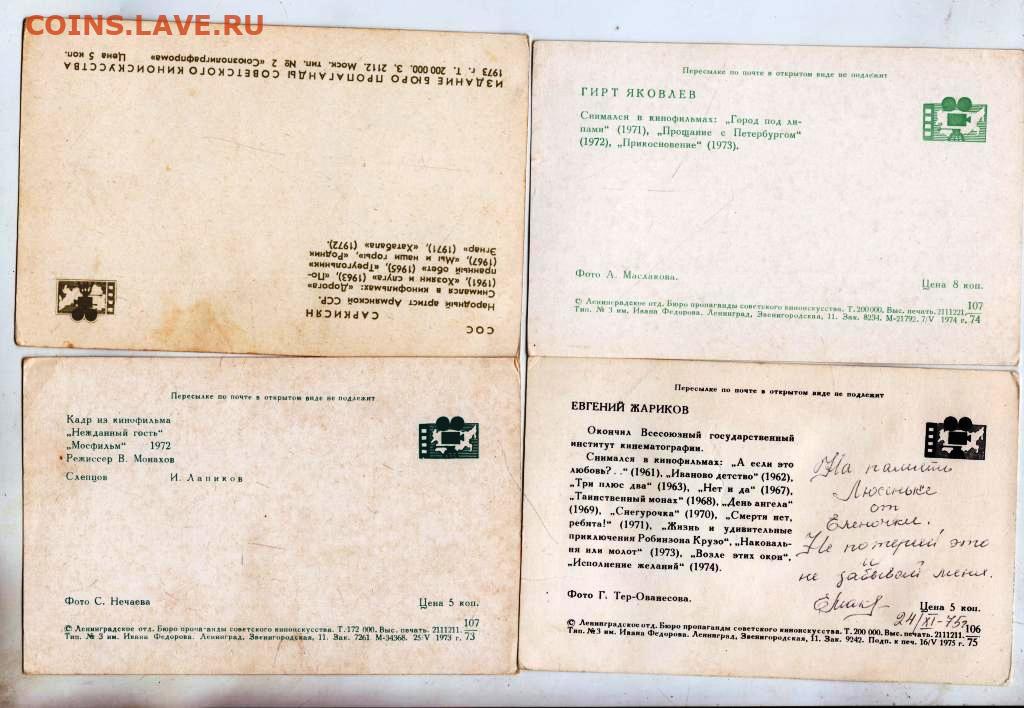 COINS.LAVE.RU
СОС
САРКИСЯН
Народный артист Армянской ССР.
Снимался в кинофильмах: «Дорога»
(1961), «Хозяин и слуга» (1963), «По-
эранный обет» (1965), «Треугольник»
(1967), «Мы и наши горы», «Родник
Эгнар» (1971), «Хатабала» (1972).
ИЗДАНИЕ БЮРО ПРОПАГАНДЫ СОВЕТСКОГО КИНОИСКУССТВА
1973 г. Т. 200 000. З. 2112. Моск. тип. № 2 «Союзполиграфпрома» Цена 5 коп.
Пересылке по почте в открытом виде не подлежит
ГИРТ ЯКОВЛЕВ
Снимался в кинофильмах: „Город под ли-
пами“ (1971), „Прощание с Петербургом“
(1972), „Прикосновение“ (1973).
Фото А. Маслакова.
Цена 8 коп.
© Ленинградское отд. Бюро пропаганды советского киноискусства. Т. 200 000. Выс. печать. 2111211. 107
Тип. № 3 им. Ивана Федорова. Ленинград, Звенигородская, 11. Зак. 8234. М-21792. 7/V 1974 г. 74
Пересылке по почте в открытом виде не подлежит
Кадр из кинофильма
„Нежданный гость“
„Мосфильм“ 1972
Режиссер В. Монахов
Слепцов И. Лапиков
Фото С. Нечаева
Цена 5 коп.
© Ленинградское отд. Бюро пропаганды советского киноискусства. Т. 172 000. Выс. печать. 2111211. 107
Тип. № 3 им. Ивана Федорова. Ленинград. Звенигородская, 11. Зак. 7261 М-34368. 25/V 1973 г. 73
Пересылке по почте в открытом виде не подлежит
ЕВГЕНИЙ ЖАРИКОВ
Окончил Всесоюзный государственный
институт кинематографии.
Снимался в кинофильмах: „А если это
любовь?..“ (1961), „Иваново детство“ (1962),
„Три плюс два“ (1963), „Нет и да“ (1967),
„Таинственный монах“ (1968), „День ангела“
(1969), „Снегурочка“ (1970), „Смерти нет,
ребята!“ (1971), „Жизнь и удивительные
приключения Робинзона Крузо“, „Наковаль-
ня или молот“ (1973), „Возле этих окон“,
„Исполнение желаний“ (1974).
Фото Г. Тер-Ованесова.
На память
Люсеньке
от
Еленочки.
Не потеряй это
и
не забывай меня.
24/XI-75г
Цена 5 коп.
© Ленинградское отд. Бюро пропаганды советского киноискусства. Т. 200 000. Выс. печать. 2111211. 106
Тип. № 3 им. Ивана Федорова. Ленинград, Звенигородская, 11. Зак. 9242. Подп. к печ. 16/V 1975 г. 75